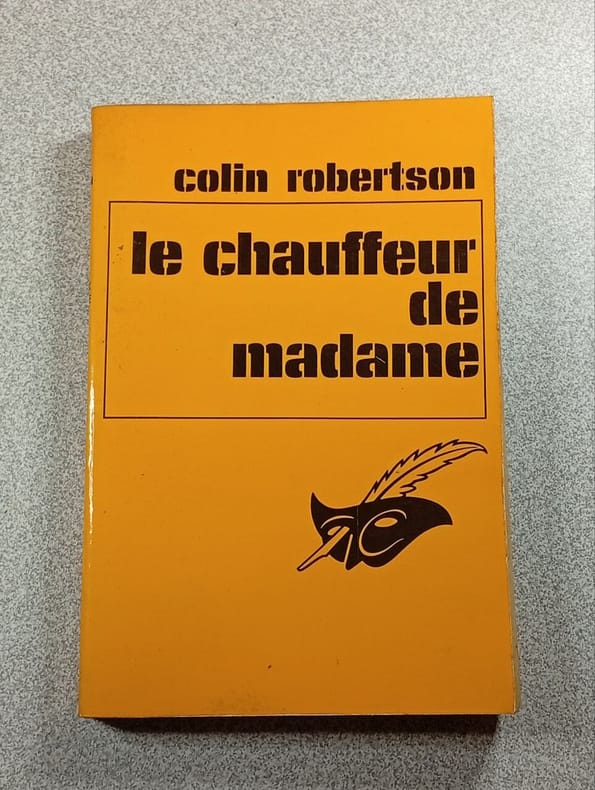 colin robertson
le chauffeur
de
madame